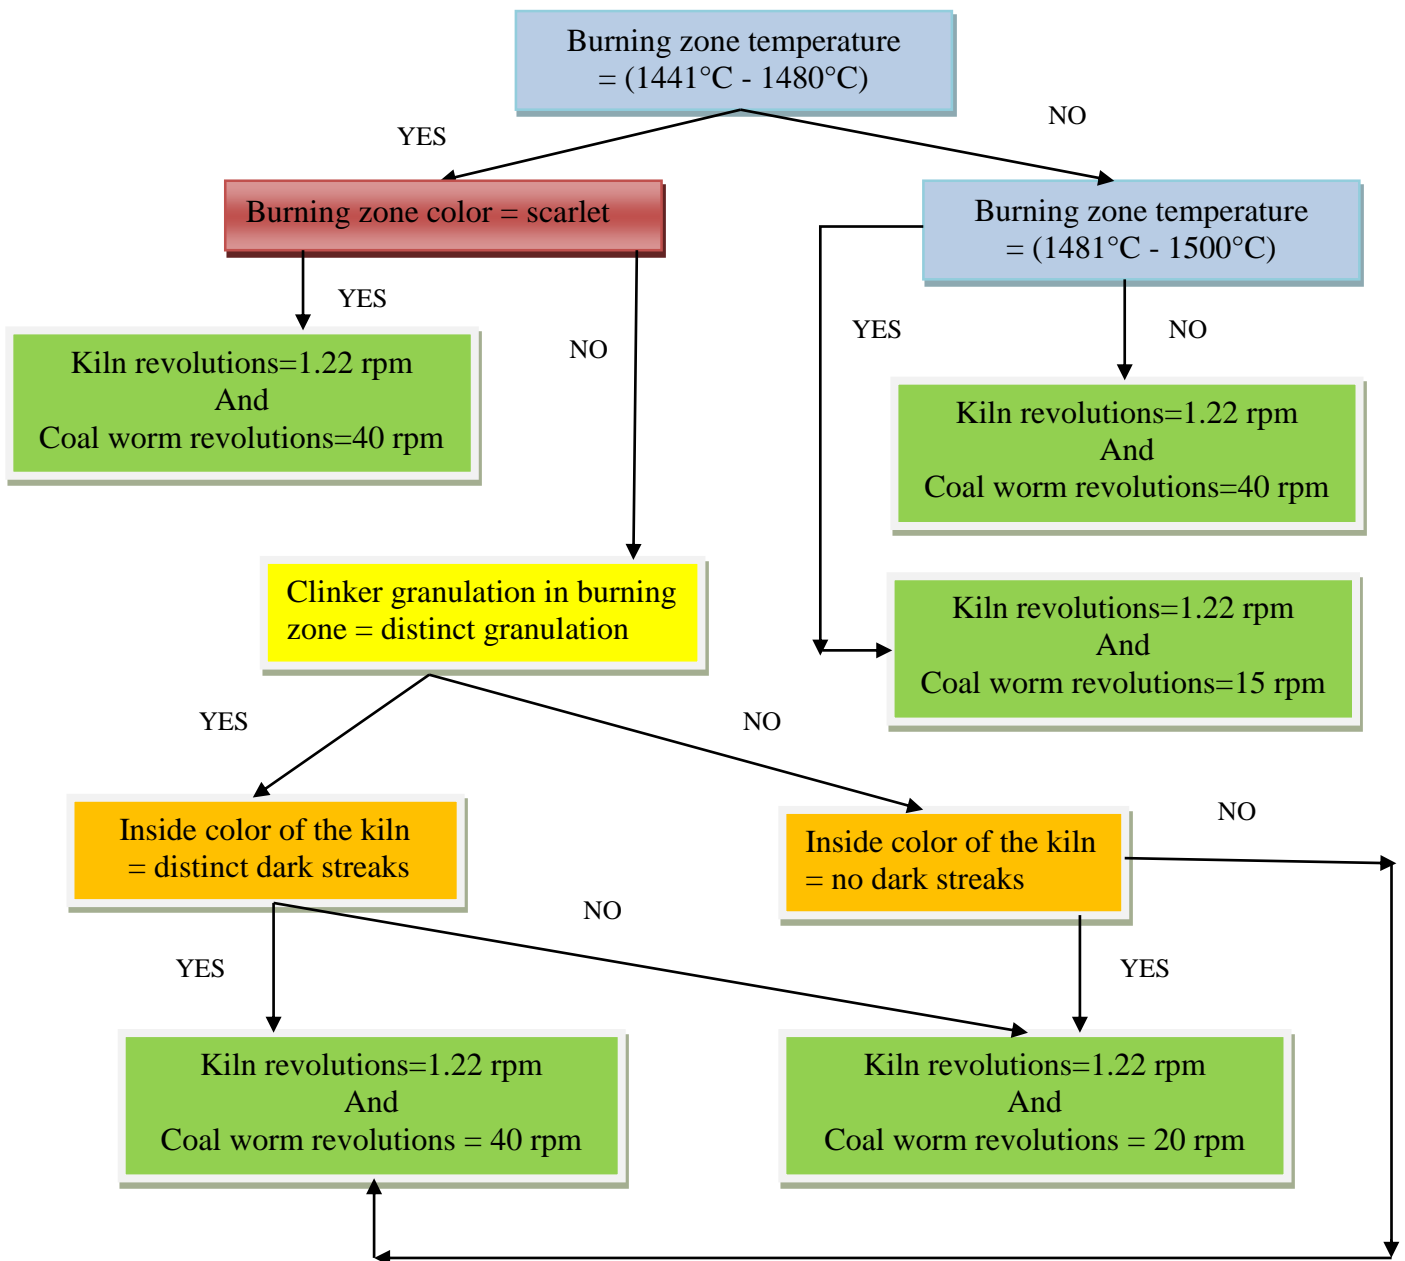 Burning zone temperature
= (1441°C - 1480°C)
YES
NO
Burning zone color = scarlet
Burning zone temperature
= (1481°C - 1500°C)
YES
NO
YES
NO
Kiln revolutions=1.22 rpm
And
Coal worm revolutions=40 rpm
Kiln revolutions=1.22 rpm
And
Coal worm revolutions=40 rpm
Clinker granulation in burning
zone = distinct granulation
Kiln revolutions=1.22 rpm
And
Coal worm revolutions=15 rpm
YES
NO
Inside color of the kiln
= distinct dark streaks
Inside color of the kiln
= no dark streaks
NO
NO
YES
YES
Kiln revolutions=1.22 rpm
And
Coal worm revolutions = 40 rpm
Kiln revolutions=1.22 rpm
And
Coal worm revolutions = 20 rpm